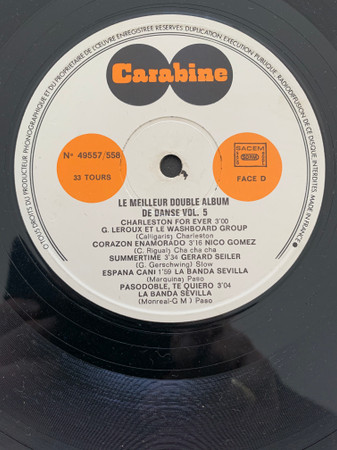 O TOUS DROITS DU PRODUCTEUR PHONOGRAPHIQUE ET DU PROPRIETAIRE DE L'ŒUVRE ENREGISTREE RESERVES. DUPLICATION, EXECUTION PUBLIQUE, RADIODIFFUSION DE CE DISQUE INTERDITES. MADE IN FRANCE
Carabine
N° 49557/558
33 TOURS
SACEM
FACE D
LE MEILLEUR DOUBLE ALBUM
DE DANSE VOL. 5
CHARLESTON FOR EVER 3'00
G. LEROUX ET LE WASHBOARD GROUP
(Calligaris) Charleston
CORAZON ENAMORADO 3'16 NICO GOMEZ
(C. Rigual) Cha cha cha
SUMMERTIME 3'34 GERARD SEILER
(G. Gerschwing) Slow
ESPANA CANI 1'59 LA BANDA SEVILLA
(Marquina) Paso
PASODOBLE, TE QUIERO 3'04
LA BANDA SÉVILLA
(Monreal-G M ) Paso